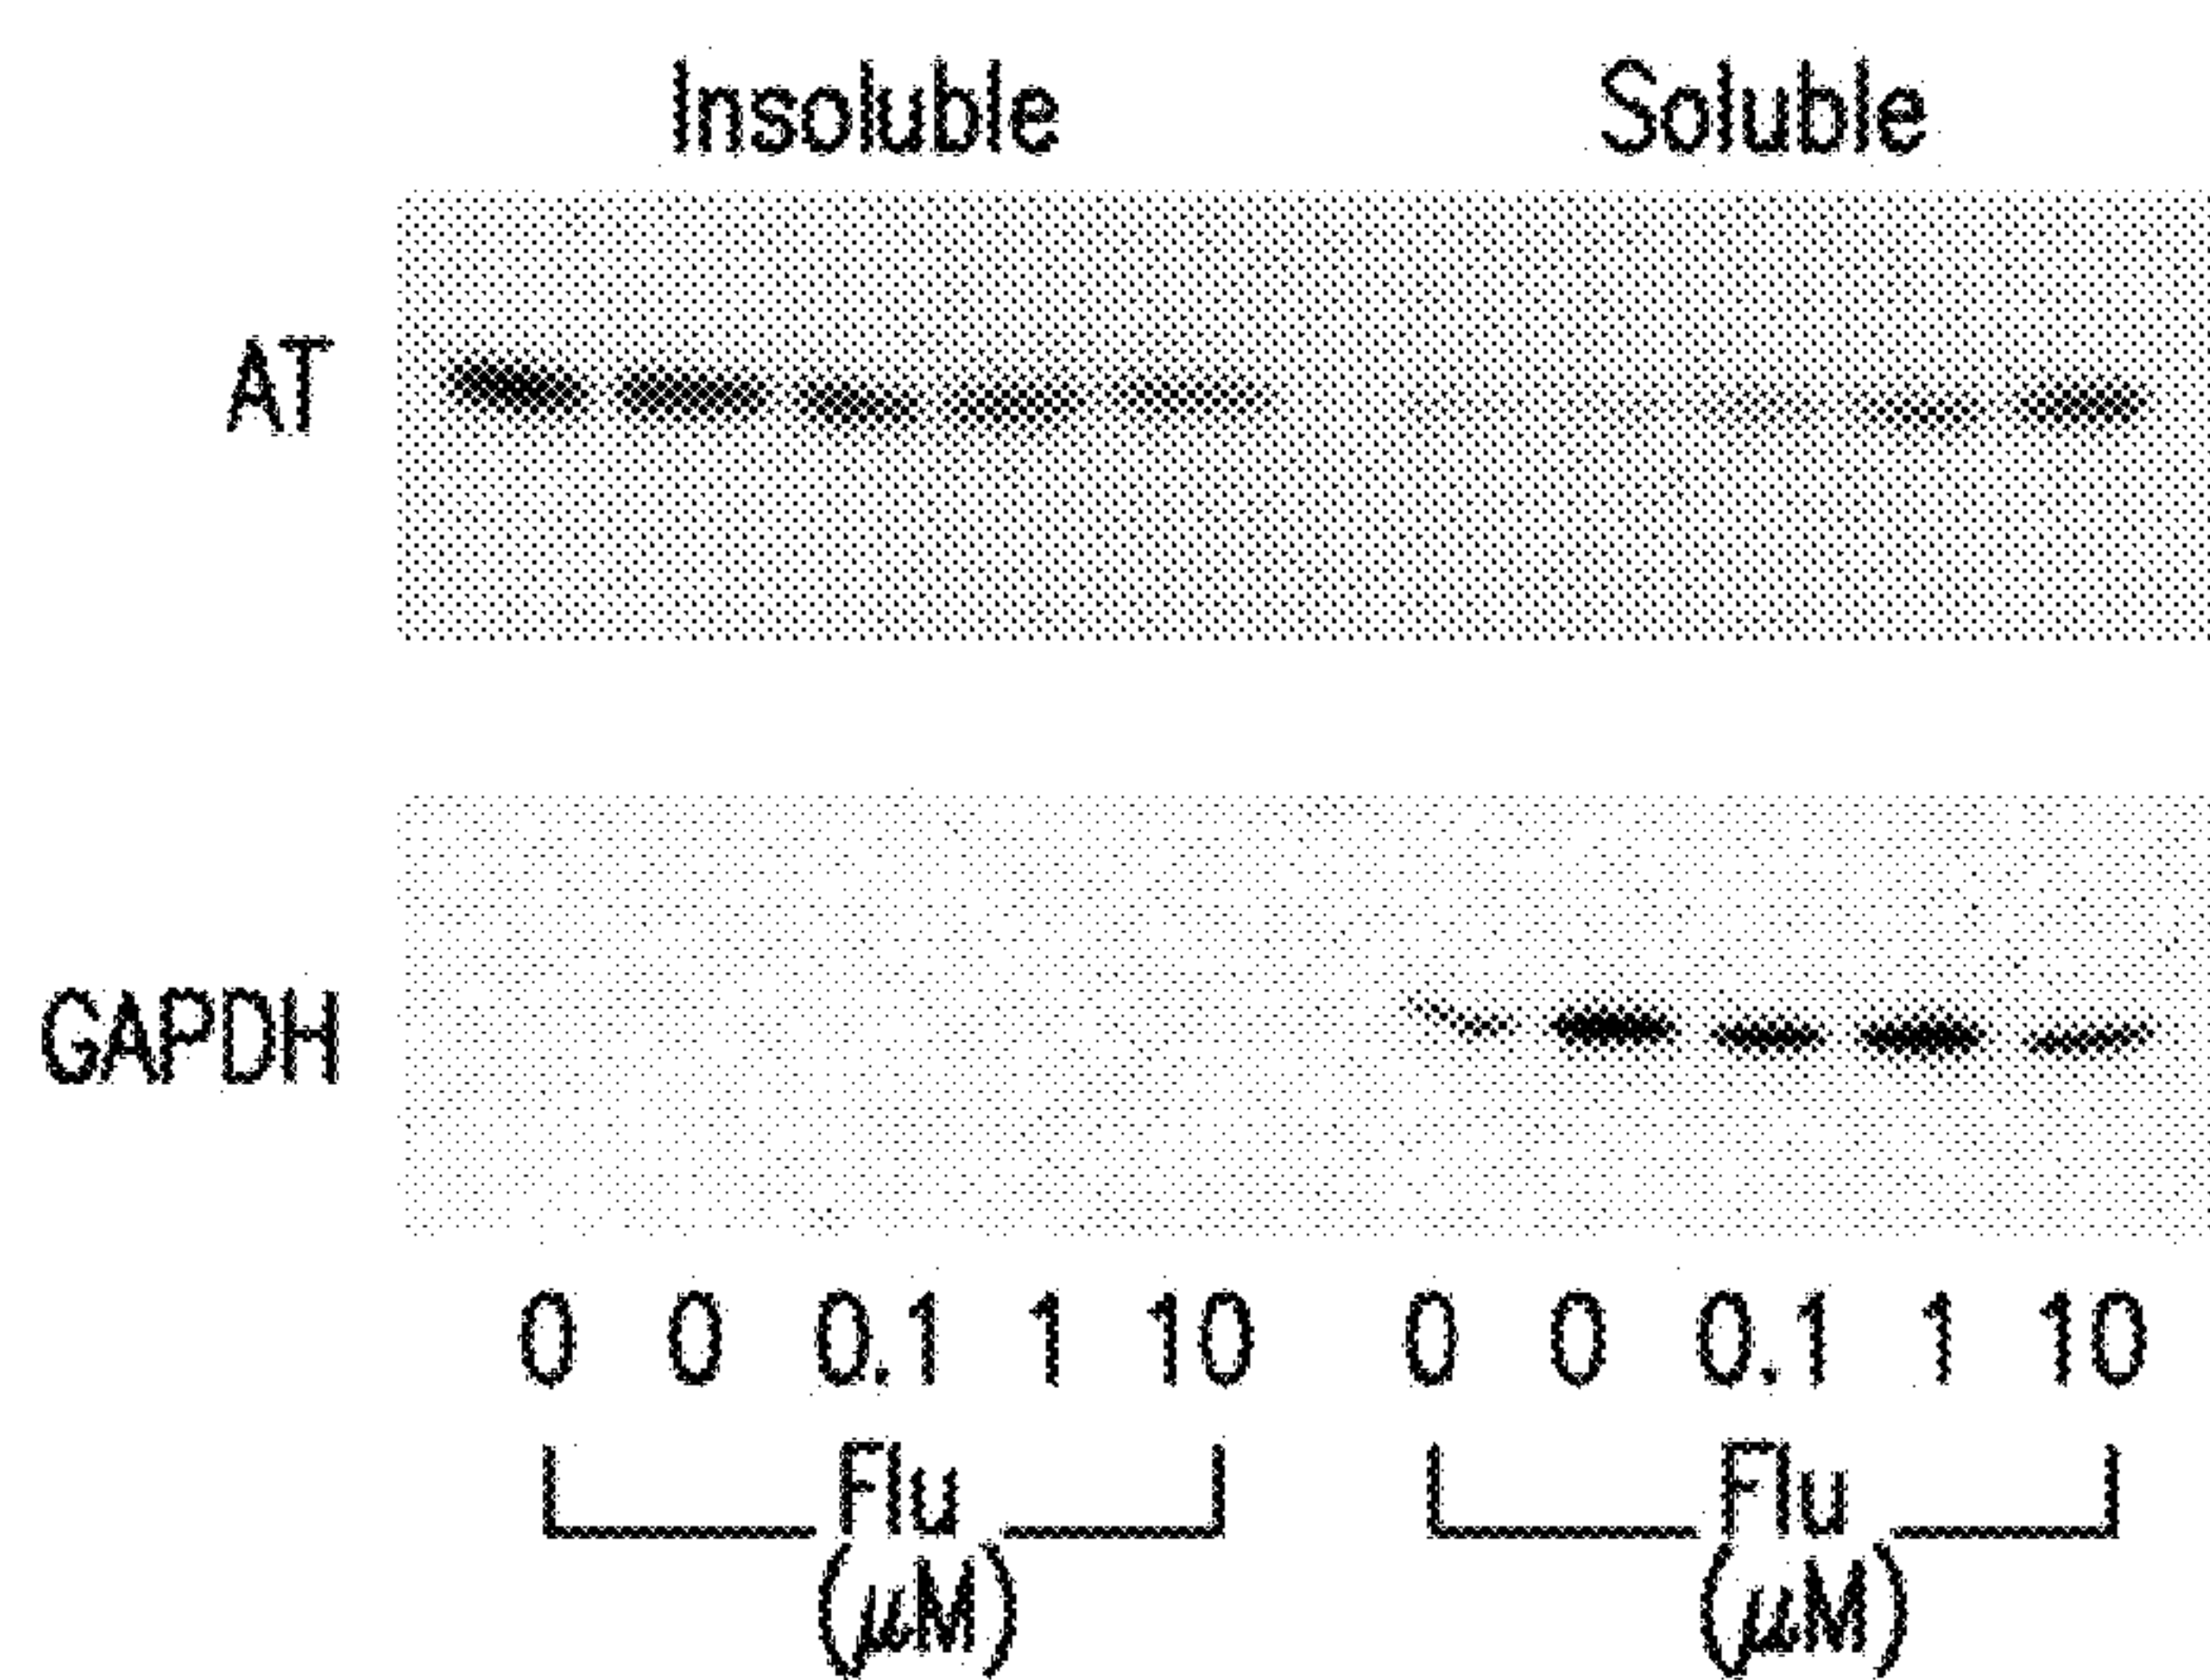 Insoluble Soluble
AT
GAPDH
0 0 0.1 1 10 0 0 0.1 1 10
Flu Flu
(μM) (μM)